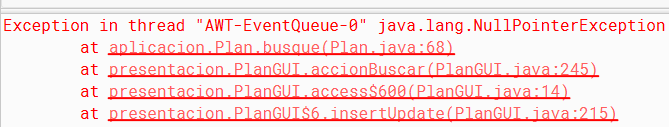 Exception in thread "AWT-EventQueue-0" java.lang.NullPointerException
at aplicacion.Plan.busque(Plan.java:68)
at presentacion.PlanGUI.accionBuscar(PlanGUI.java:245)
at presentacion.PlanGUI.access$600(PlanGUI.java:14)
at presentacion.PlanGUI$6.insertUpdate(PlanGUI.java:215)